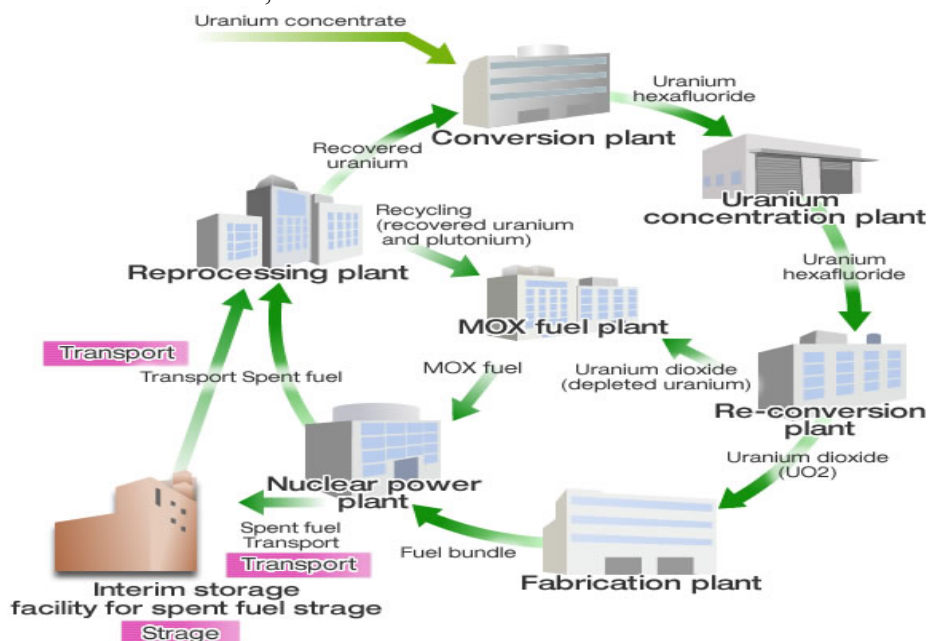 Uranium concentrate
Conversion plant
Uranium
hexafluoride
Recovered
uranium
Uranium
concentration plant
Recycling
(recovered uranium
and plutonium)
Reprocessing plant
Uranium
hexafluoride
MOX fuel plant
Transport
Transport Spent fuel
MOX fuel
Uranium dioxide
(depleted uranium)
Re-conversion
plant
Uranium dioxide
(UO2)
Nuclear power
plant
Spent fuel
Transport
Transport
Fuel bundle
Fabrication plant
Interim storage
facility for spent fuel strage
Strage